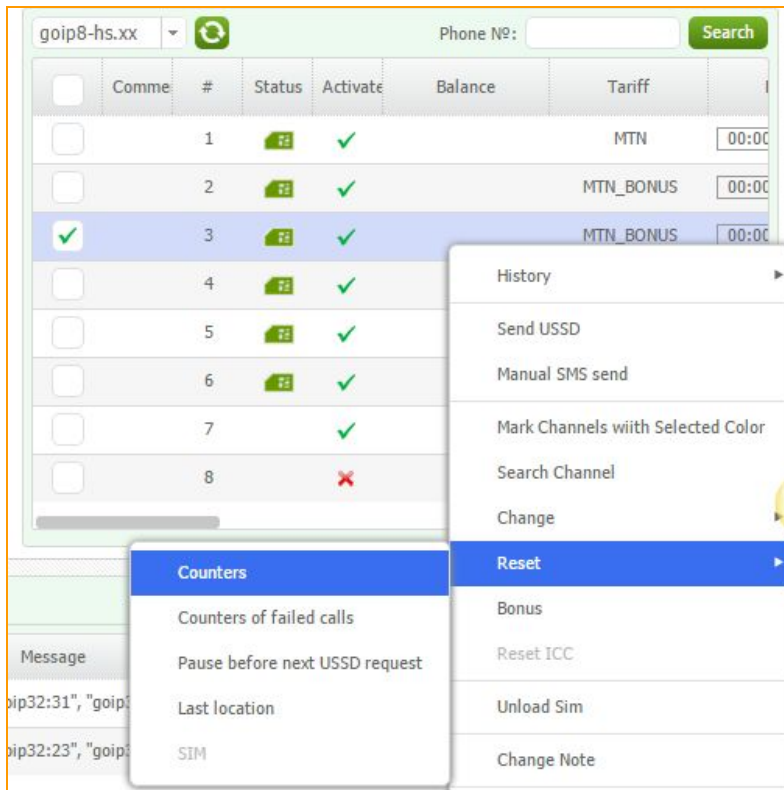 goip8-hs.xx Phone Nº: Search
Comme # Status Activate Balance Tariff
1 MTN 00:00
2 MTN_BONUS 00:00
3 MTN_BONUS 00:00
4
5
6
7
8
History
Send USSD
Manual SMS send
Mark Channels wiith Selected Color
Search Channel
Change
Reset
Bonus
Reset ICC
Unload Sim
Change Note
Counters
Counters of failed calls
Pause before next USSD request
Last location
SIM
Message
oip32:31", "goip3
oip32:23", "goip3